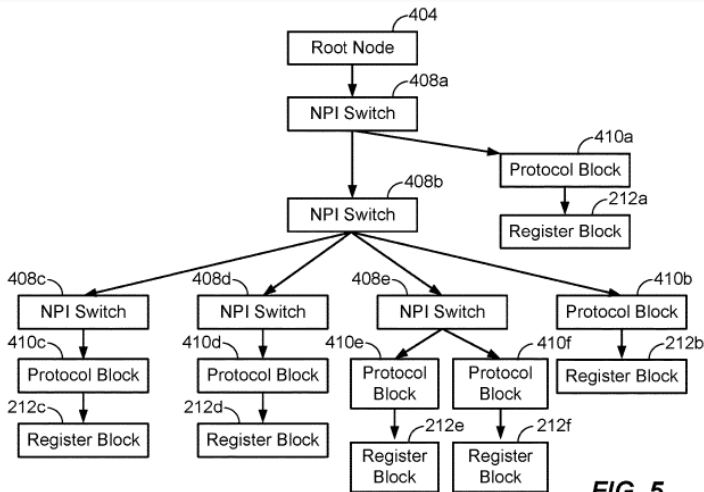 404
Root Node
408a
NPI Switch
410a
Protocol Block
408b
212a
NPI Switch
Register Block
408c
408d
408e
410b
NPI Switch
NPI Switch
NPI Switch
Protocol Block
410c
410d
410e
410f
212b
Protocol Block
Protocol Block
Protocol
Block
Protocol
Block
Register Block
212c
212d
212e
212f
Register Block
Register Block
Register
Block
Register
Block
FIG. 5